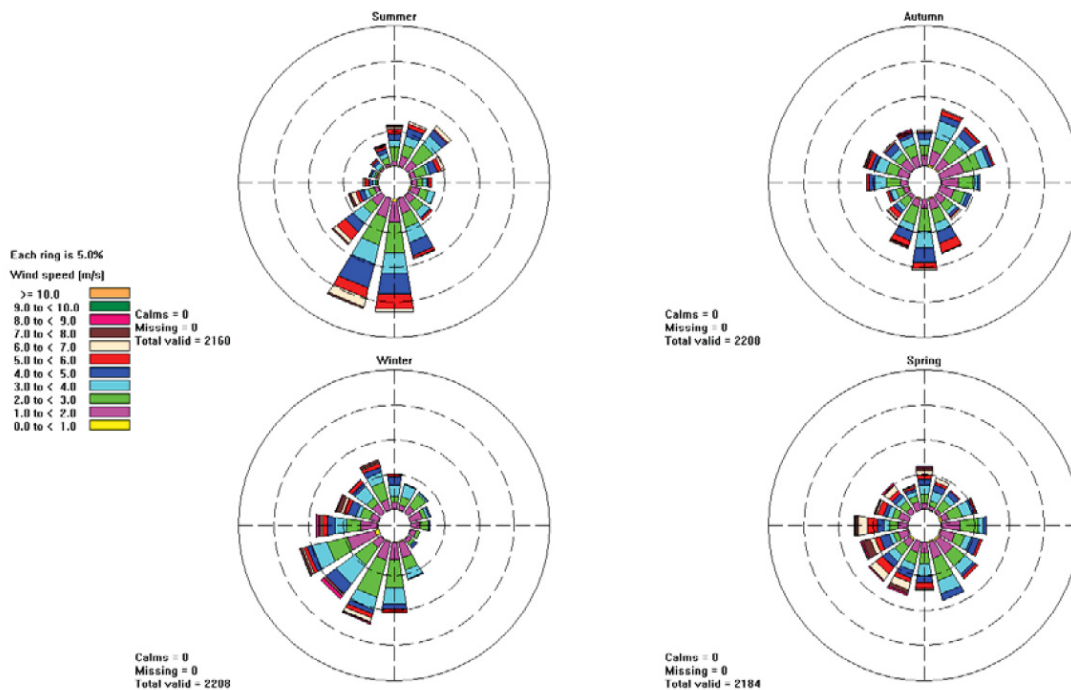 Summer
Autumn
Each ring is 5.0%
Wind speed (m/s)
>= 10.0
9.0 to < 10.0
8.0 to < 9.0
7.0 to < 8.0
6.0 to < 7.0
5.0 to < 6.0
4.0 to < 5.0
3.0 to < 4.0
2.0 to < 3.0
1.0 to < 2.0
0.0 to < 1.0
Calms = 0
Missing = 0
Total valid = 2160
Calms = 0
Missing = 0
Total valid = 2200
Winter
Spring
Calms = 0
Missing = 0
Total valid = 2208
Calms = 0
Missing = 0
Total valid = 2184